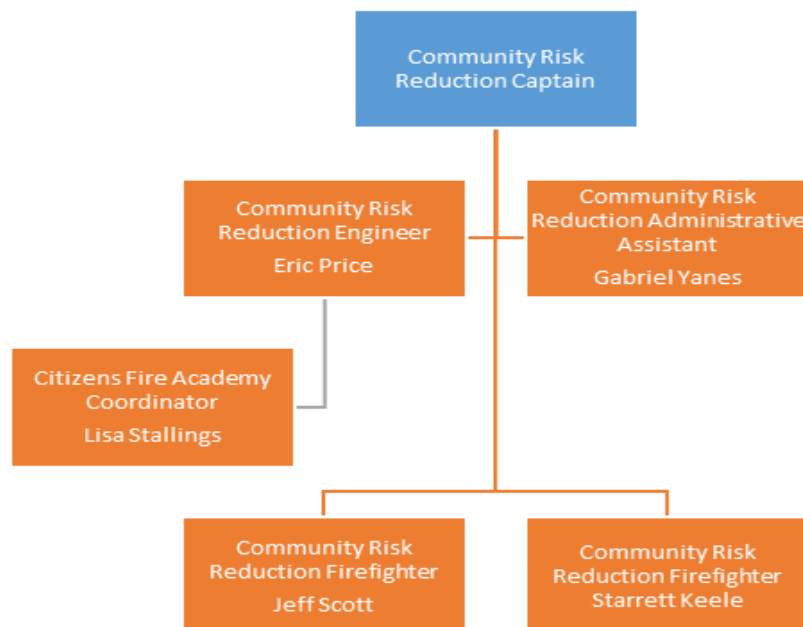 Community Risk
Reduction Captain
Community Risk
Reduction Engineer
Eric Price
Community Risk
Reduction Administrative
Assistant
Gabriel Yanes
Citizens Fire Academy
Coordinator
Lisa Stallings
Community Risk
Reduction Firefighter
Jeff Scott
Community Risk
Reduction Firefighter
Starrett Keele